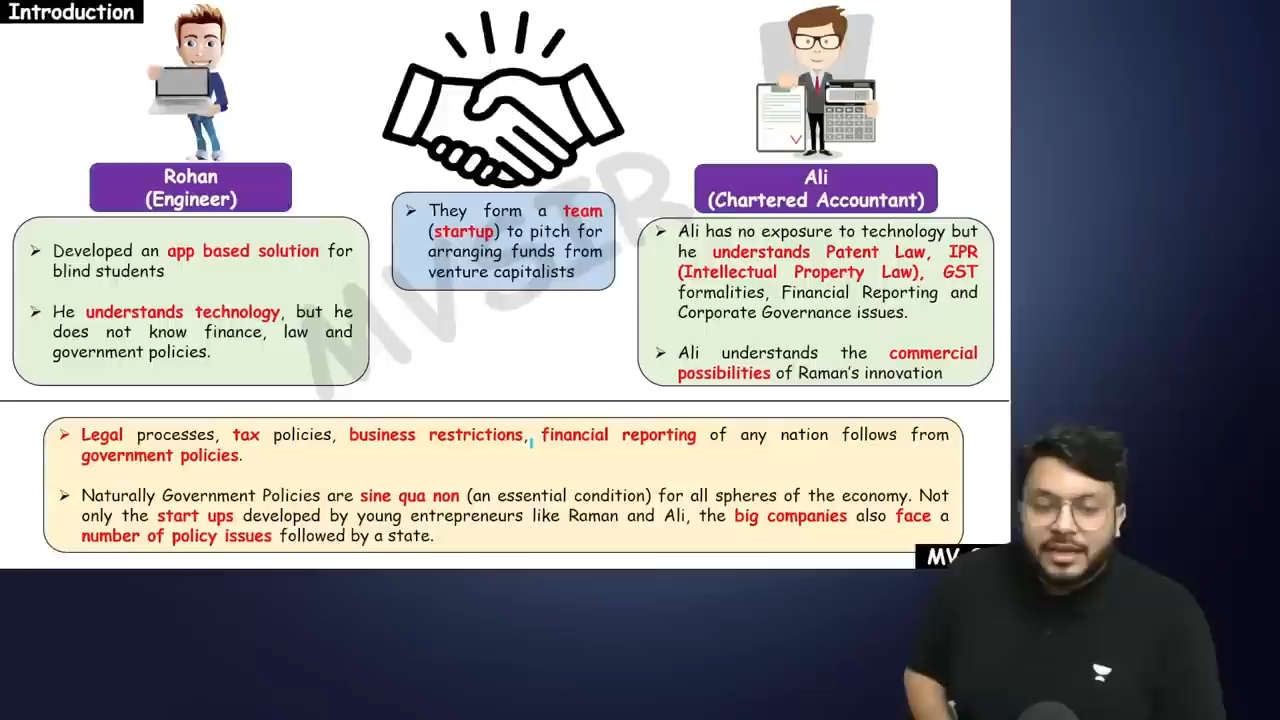 Introduction
Rohan
(Engineer)
➢ Developed an app based solution for
blind students
➢ He understands technology, but he
does not know finance, law and
government policies.
➢ They form a team
(startup) to pitch for
arranging funds from
venture capitalists
Ali
(Chartered Accountant)
➢ Ali has no exposure to technology but
he understands Patent Law, IPR
(Intellectual Property Law), GST
formalities, Financial Reporting and
Corporate Governance issues.
➢ Ali understands the commercial
possibilities of Raman’s innovation
➢ Legal processes, tax policies, business restrictions, financial reporting of any nation follows from
government policies.
➢ Naturally Government Policies are sine qua non (an essential condition) for all spheres of the economy. Not
only the start ups developed by young entrepreneurs like Raman and Ali, the big companies also face a
number of policy issues followed by a state.
MVSIR
MV